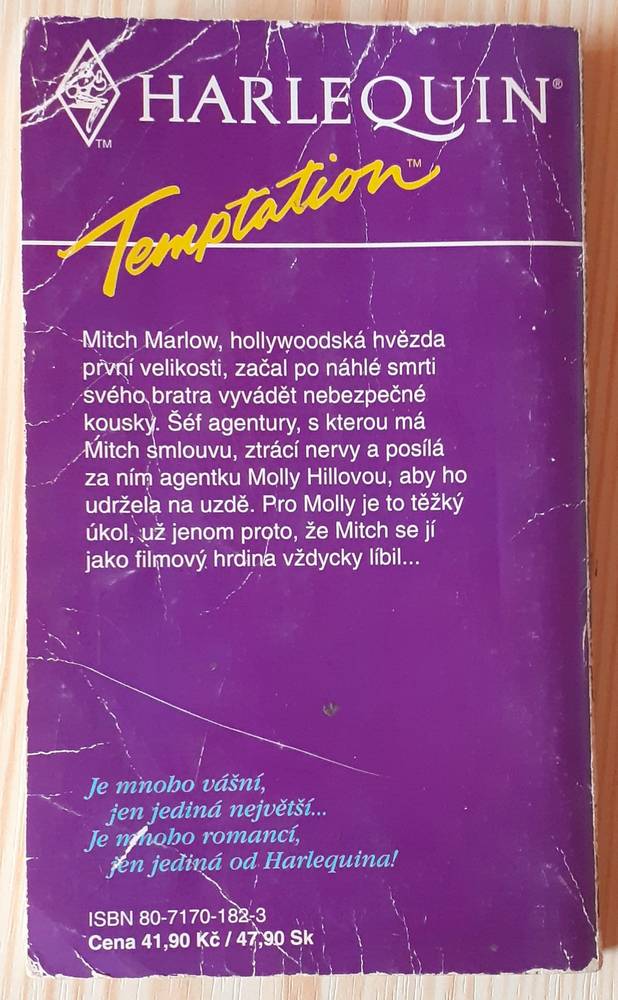 HARLEQUIN®
TM
Temptation™
Mitch Marlow, hollywoodská hvězda
první velikosti, začal po náhlé smrti
svého bratra vyvádět nebezpečné
kousky. Šéf agentury, s kterou má
Mitch smlouvu, ztrácí nervy a posílá
za ním agentku Molly Hillovou, aby ho
udržela na uzdě. Pro Molly je to těžký
úkol, už jenom proto, že Mitch se jí
jako filmový hrdina vždycky líbil...
Je mnoho vášní,
jen jediná největší...
Je mnoho romancí,
jen jediná od Harlequina!
ISBN 80-7170-182-3
Cena 41,90 Kč / 47,90 Sk